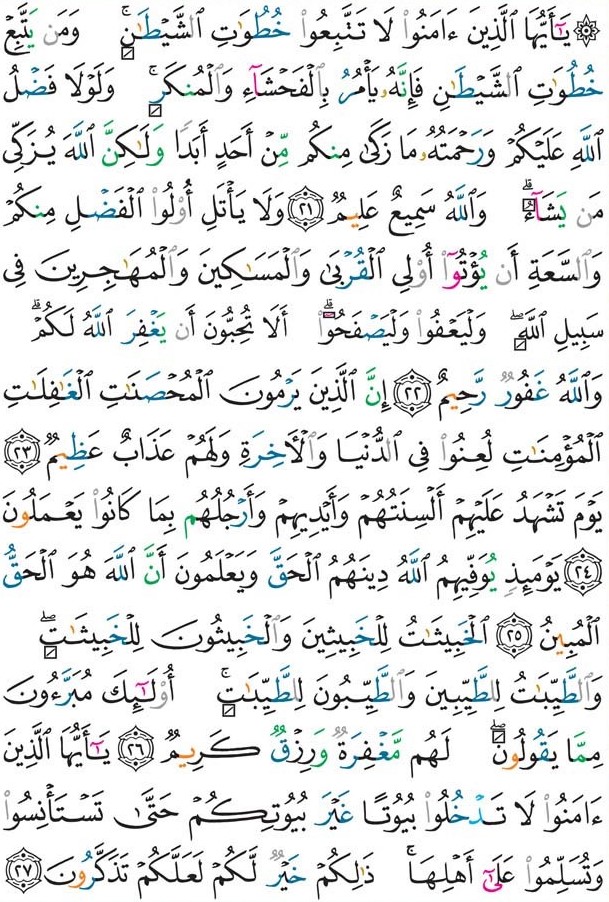 ۞ يَـٰٓأَيُّهَا ٱلَّذِينَ ءَامَنُوا۟ لَا تَتَّبِعُوا۟ خُطُوَٰتِ ٱلشَّيْطَـٰنِ ۚ وَمَن يَتَّبِعْ
خُطُوَٰتِ ٱلشَّيْطَـٰنِ فَإِنَّهُۥ يَأْمُرُ بِٱلْفَحْشَآءِ وَٱلْمُنكَرِ ۚ وَلَوْلَا فَضْلُ
ٱللَّهِ عَلَيْكُمْ وَرَحْمَتُهُۥ مَا زَكَىٰ مِنكُم مِّنْ أَحَدٍ أَبَدًا وَلَـٰكِنَّ ٱللَّهَ يُزَكِّى
مَن يَشَآءُ ۗ وَٱللَّهُ سَمِيعٌ عَلِيمٌ ٢١ وَلَا يَأْتَلِ أُو۟لُوا۟ ٱلْفَضْلِ مِنكُمْ
وَٱلسَّعَةِ أَن يُؤْتُوٓا۟ أُو۟لِى ٱلْقُرْبَىٰ وَٱلْمَسَـٰكِينَ وَٱلْمُهَـٰجِرِينَ فِى
سَبِيلِ ٱللَّهِ ۖ وَلْيَعْفُوا۟ وَلْيَصْفَحُوٓا۟ ۗ أَلَا تُحِبُّونَ أَن يَغْفِرَ ٱللَّهُ لَكُمْ ۗ
وَٱللَّهُ غَفُورٌ رَّحِيمٌ ٢٢ إِنَّ ٱلَّذِينَ يَرْمُونَ ٱلْمُحْصَنَـٰتِ ٱلْغَـٰفِلَـٰتِ
ٱلْمُؤْمِنَـٰتِ لُعِنُوا۟ فِى ٱلدُّنْيَا وَٱلْـَٔاخِرَةِ وَلَهُمْ عَذَابٌ عَظِيمٌ ٢٣
يَوْمَ تَشْهَدُ عَلَيْهِمْ أَلْسِنَتُهُمْ وَأَيْدِيهِمْ وَأَرْجُلُهُم بِمَا كَانُوا۟ يَعْمَلُونَ
٢٤ يَوْمَئِذٍ يُوَفِّيهِمُ ٱللَّهُ دِينَهُمُ ٱلْحَقَّ وَيَعْلَمُونَ أَنَّ ٱللَّهَ هُوَ ٱلْحَقُّ
ٱلْمُبِينُ ٢٥ ٱلْخَبِيثَـٰتُ لِلْخَبِيثِينَ وَٱلْخَبِيثُونَ لِلْخَبِيثَـٰتِ ۖ
وَٱلطَّيِّبَـٰتُ لِلطَّيِّبِينَ وَٱلطَّيِّبُونَ لِلطَّيِّبَـٰتِ ۚ أُو۟لَـٰٓئِكَ مُبَرَّءُونَ
مِمَّا يَقُولُونَ ۖ لَهُم مَّغْفِرَةٌ وَرِزْقٌ كَرِيمٌ ٢٦ يَـٰٓأَيُّهَا ٱلَّذِينَ
ءَامَنُوا۟ لَا تَدْخُلُوا۟ بُيُوتًا غَيْرَ بُيُوتِكُمْ حَتَّىٰ تَسْتَأْنِسُوا۟
وَتُسَلِّمُوا۟ عَلَىٰٓ أَهْلِهَا ۚ ذَٰلِكُمْ خَيْرٌ لَّكُمْ لَعَلَّكُمْ تَذَكَّرُونَ ٢٧